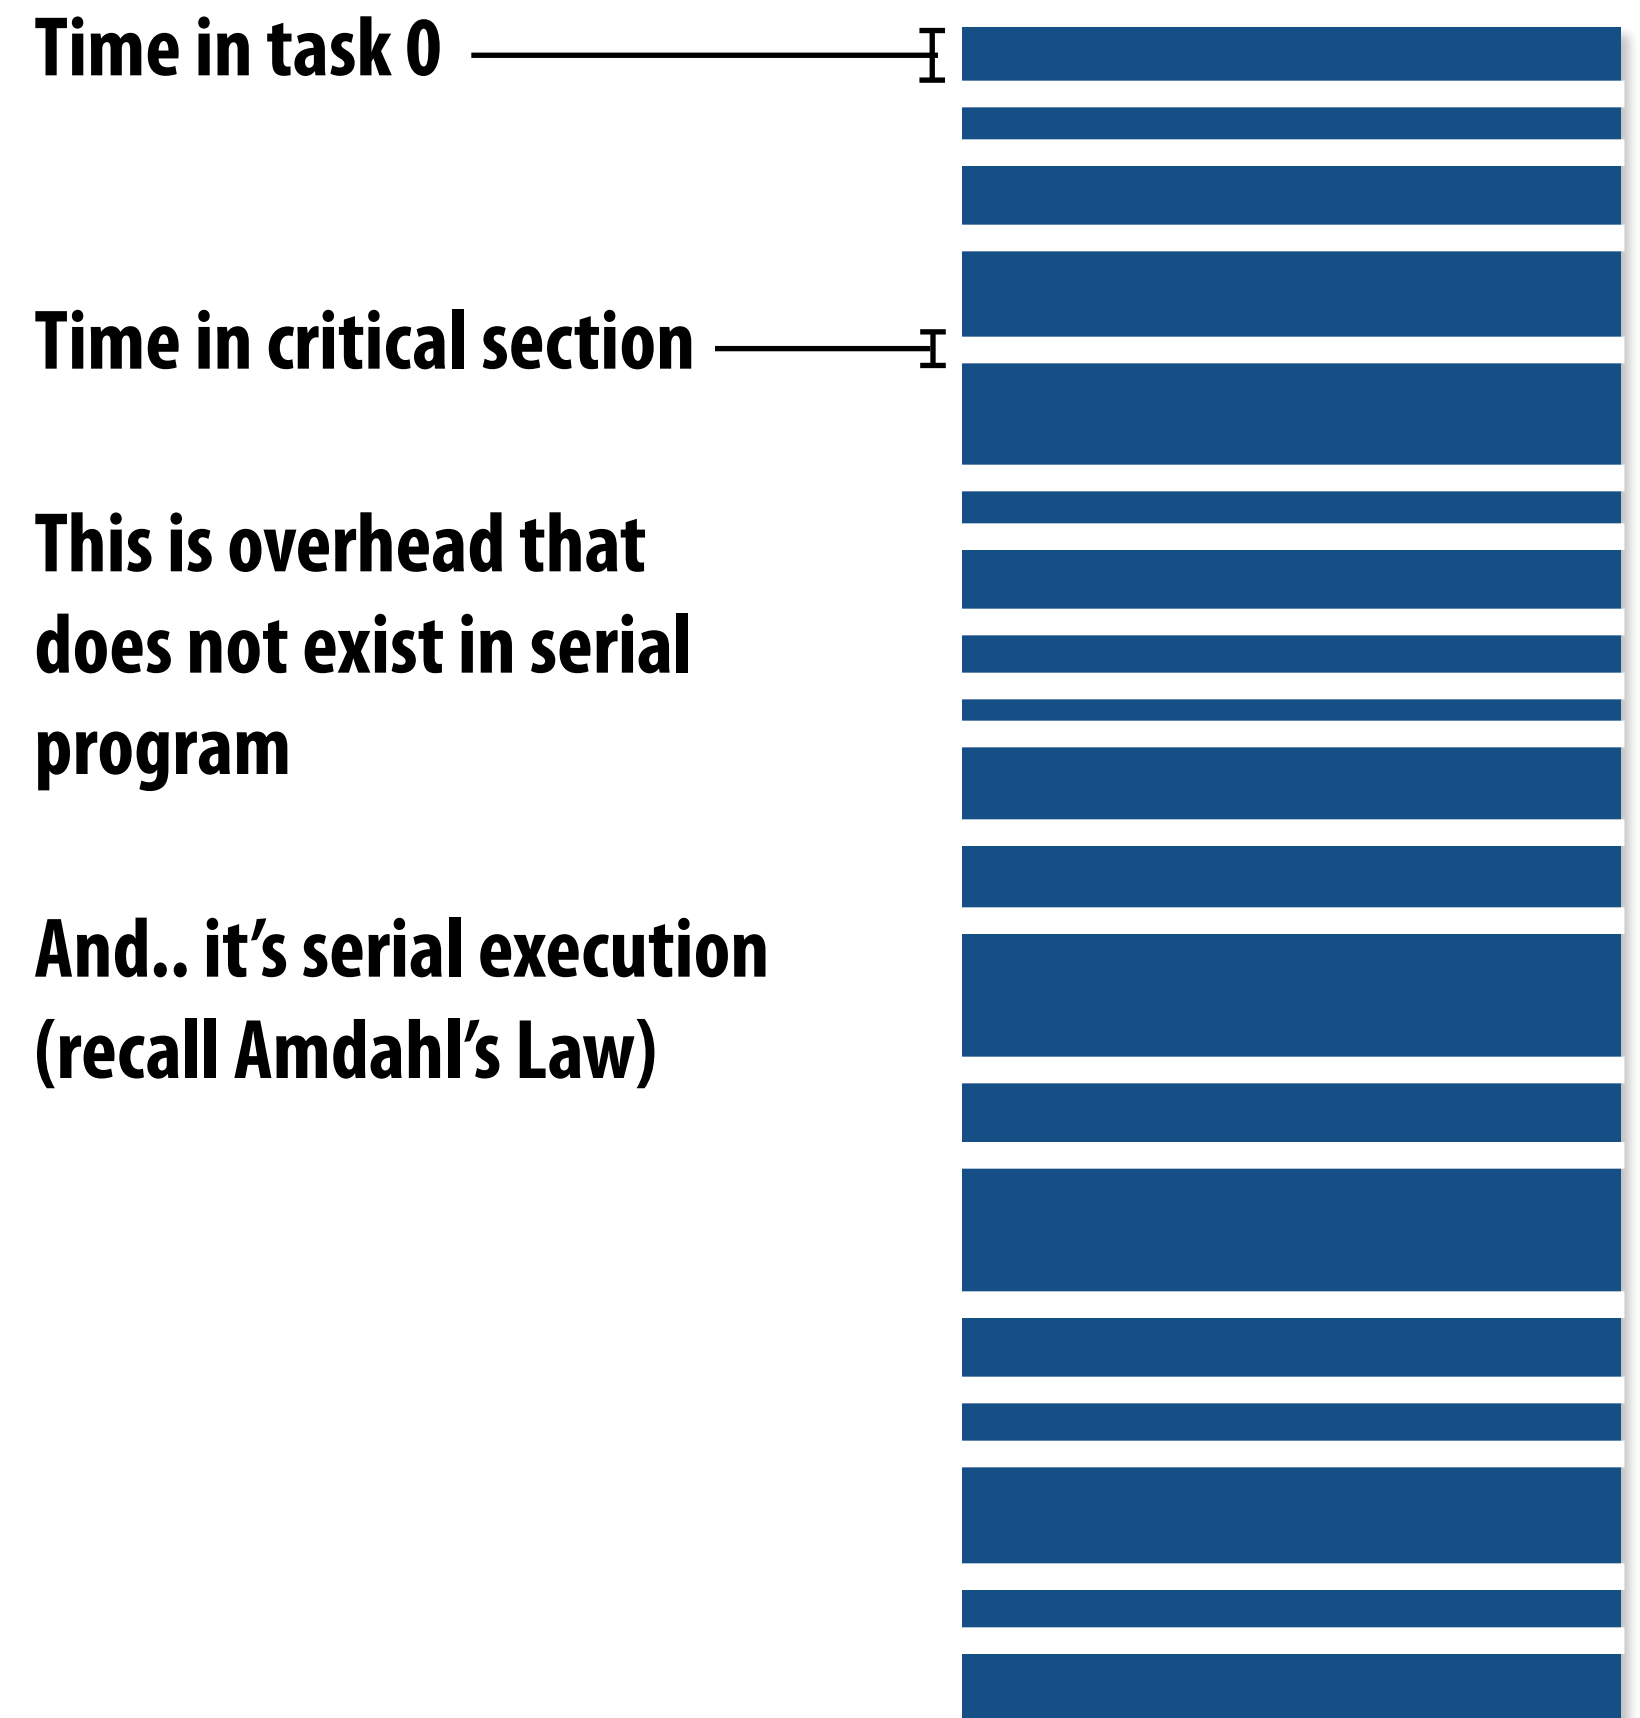 Time in task 0
Time in critical section
This is overhead that
does not exist in serial
program
And.. it’s serial execution
(recall Amdahl’s Law)